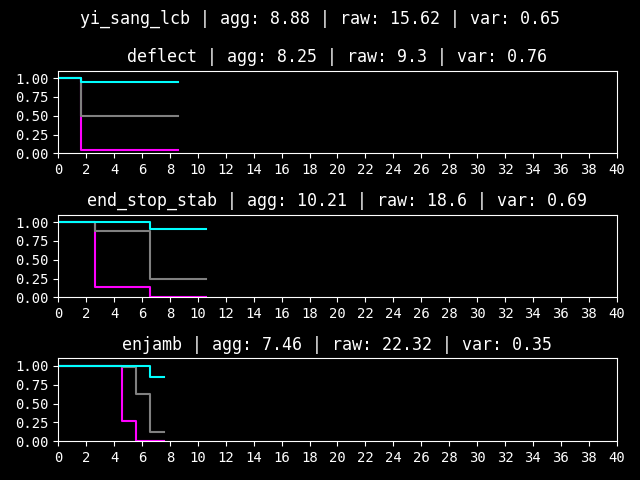 yi_sang_lcb | agg: 8.88 | raw: 15.62 | var: 0.65
deflect | agg: 8.25 | raw: 9.3 | var: 0.76
1.00
0.75
0.50
0.25
0.00
0 2 4 6 8 10 12 14 16 18 20 22 24 26 28 30 32 34 36 38 40
end_stop_stab | agg: 10.21 | raw: 18.6 | var: 0.69
1.00
0.75
0.50
0.25
0.00
0 2 4 6 8 10 12 14 16 18 20 22 24 26 28 30 32 34 36 38 40
enjamb | agg: 7.46 | raw: 22.32 | var: 0.35
1.00
0.75
0.50
0.25
0.00
0 2 4 6 8 10 12 14 16 18 20 22 24 26 28 30 32 34 36 38 40